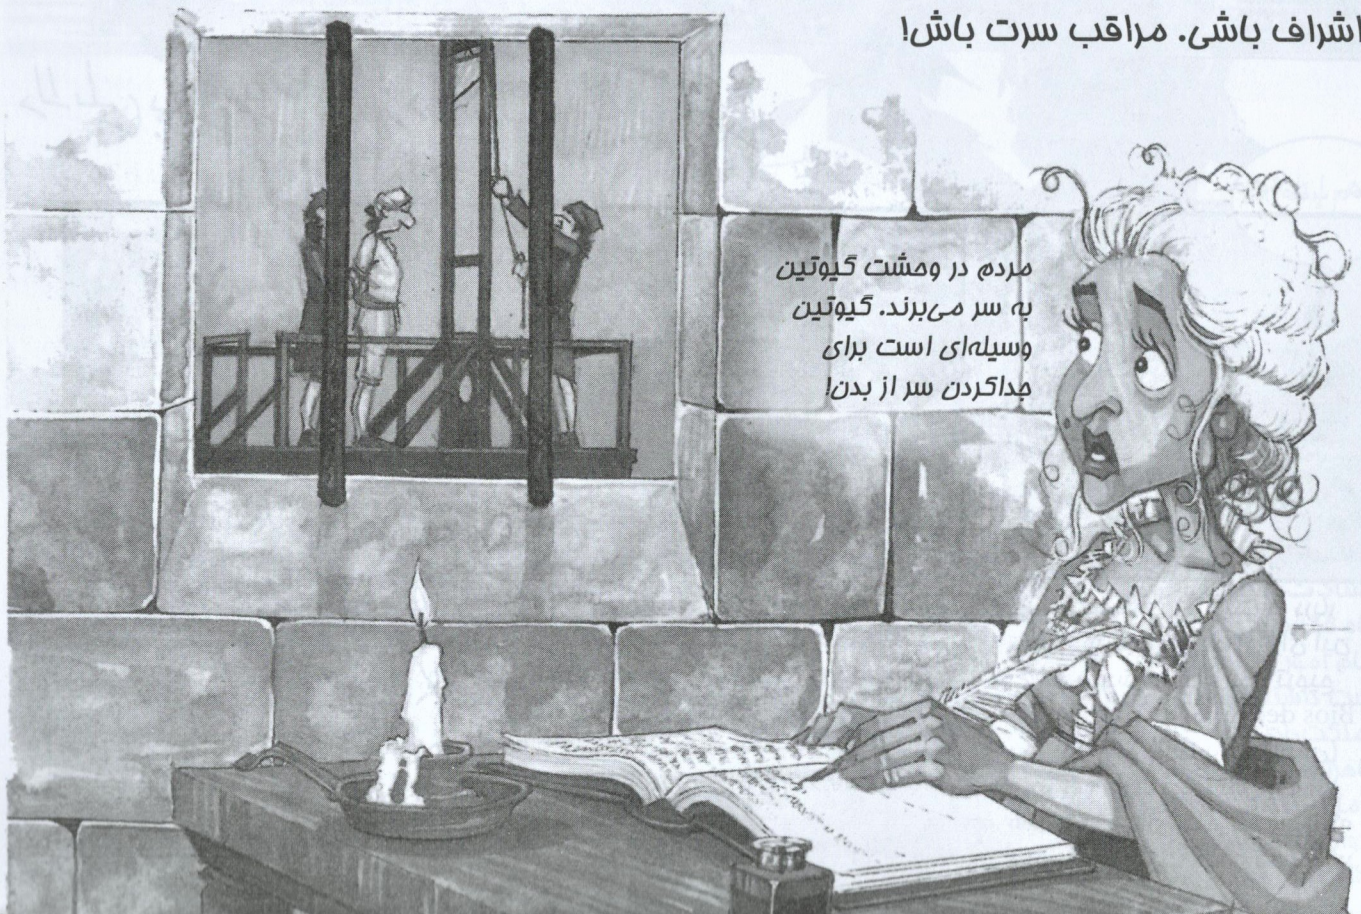 اشراف باشی. مراقب سرت باش!
مردم در وحشت گیوتین
به سر می‌برند. گیوتین
وسیله‌ای است برای
جداکردن سر از بدن!